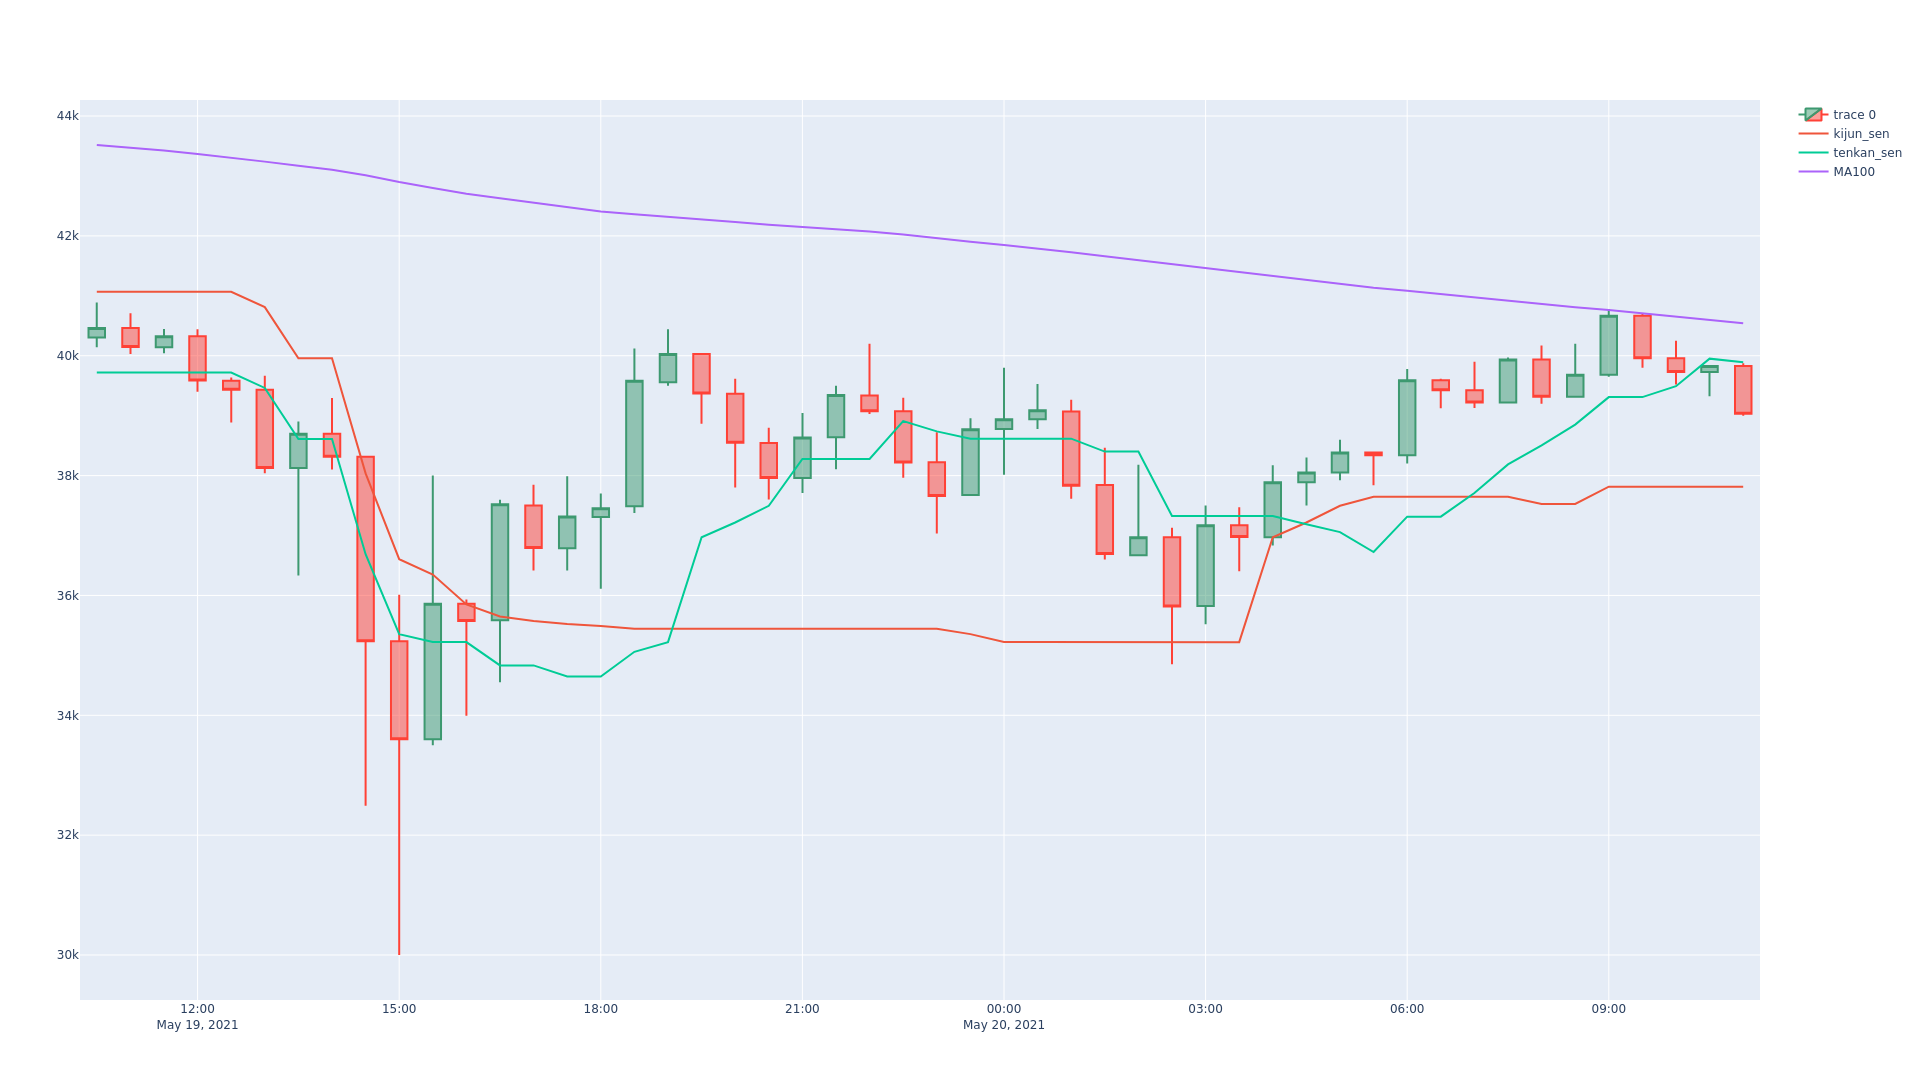 44k
42k
40k
38k
36k
34k
32k
30k
12:00
May 19, 2021
15:00
18:00
21:00
00:00
May 20, 2021
03:00
06:00
09:00
trace 0
kijun_sen
tenkan_sen
MA100